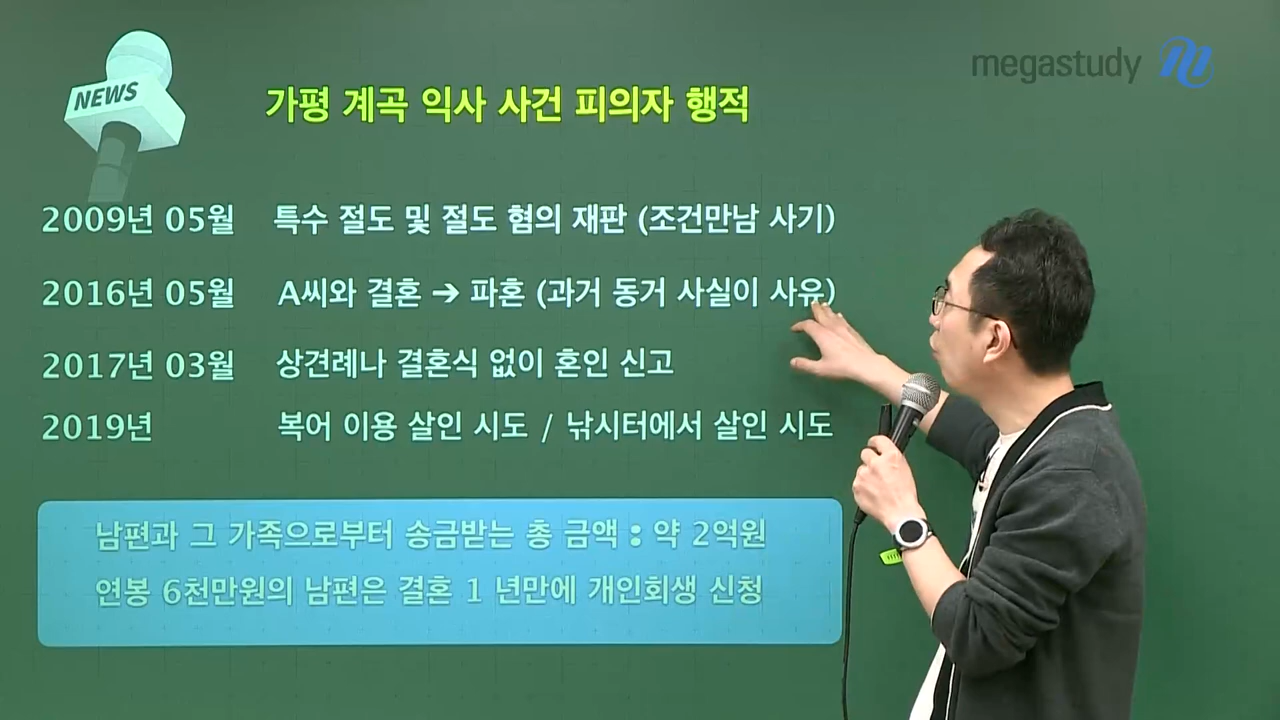 NEWS
megastudy
가평 계곡 익사 사건 피의자 행적
2009년 05월 특수 절도 및 절도 혐의 재판 (조건만남 사기)
2016년 05월 A씨와 결혼 ➔ 파혼 (과거 동거 사실이 사유)
2017년 03월 상견례나 결혼식 없이 혼인 신고
2019년 복어 이용 살인 시도 / 낚시터에서 살인 시도
남편과 그 가족으로부터 송금받는 총 금액 : 약 2억원
연봉 6천만원의 남편은 결혼 1 년만에 개인회생 신청